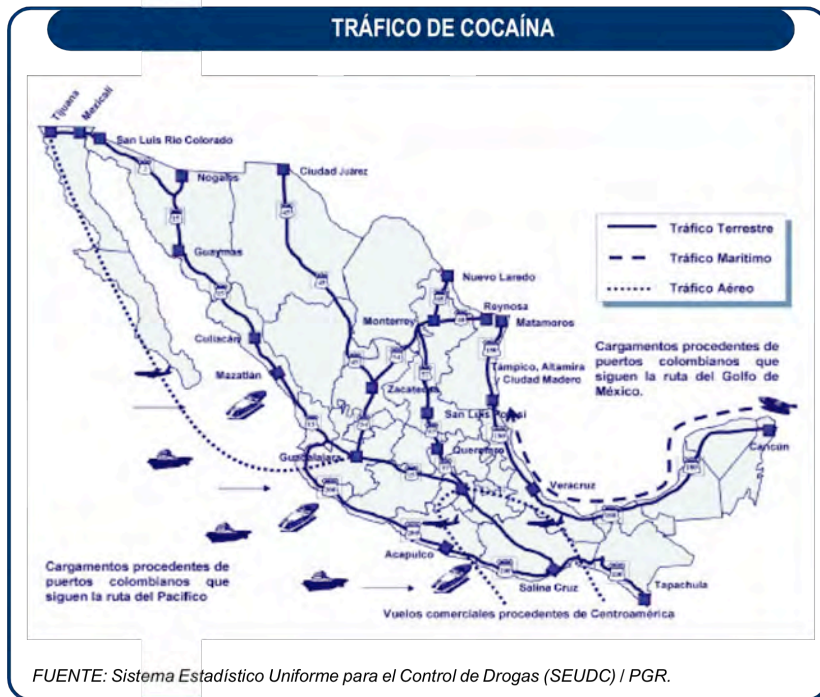 TRÁFICO DE COCAÍNA
Tijuana
Mexicali
San Luis Río Colorado
Nogales
Ciudad Juárez
Tráfico Terrestre
Tráfico Marítimo
Tráfico Aéreo
Guaymas
Nuevo Laredo
Reynosa
Monterrey
Matamoros
Culiacán
Mazatlán
Tampico, Altamira
Ciudad Madero
Cargamentos procedentes de
puertos colombianos que
siguen la ruta del Golfo de
México.
Zacatecas
San Luis Potosí
Guadalajara
Querétaro
Cancún
Veracruz
Acapulco
Salina Cruz
Tapachula
Cargamentos procedentes de
puertos colombianos que
siguen la ruta del Pacífico
Vuelos comerciales procedentes de Centroamérica
FUENTE: Sistema Estadístico Uniforme para el Control de Drogas (SEUDC) / PGR.